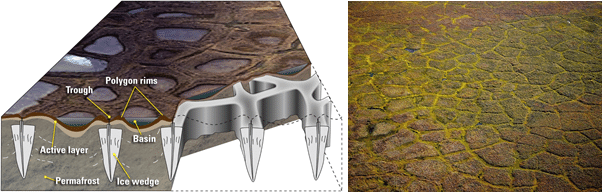 Polygon rims
Trough
Basin
Active layer
Permafrost
Ice wedge